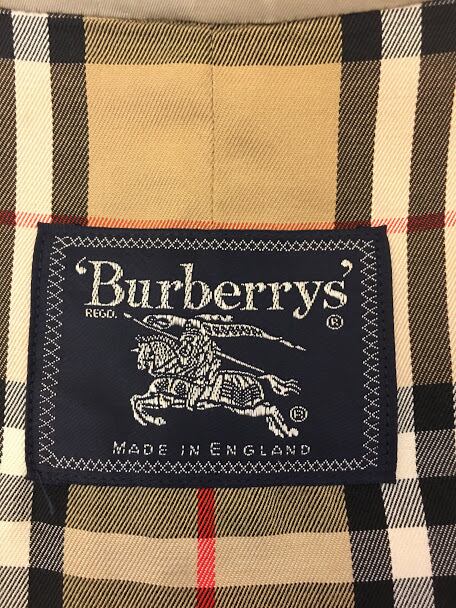 ‘Burberrys’
REGD. ®
®
MADE IN ENGLAND